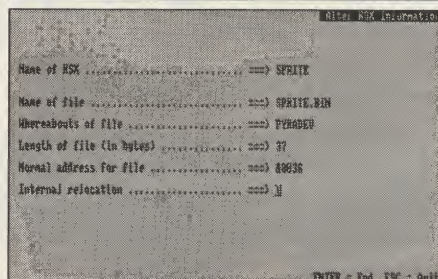 Alter RSX Information
Name of RSX ............................ ===> SPRITE
Name of file ........................... ===> SPRITE.BIN
Whereabouts of file .................... ===> PYRADEV
Length of file (in bytes) .............. ===> 37
Normal address for file ................ ===> &0036
Internal relocation .................... ===>
ENTER = End, ESC = Quit